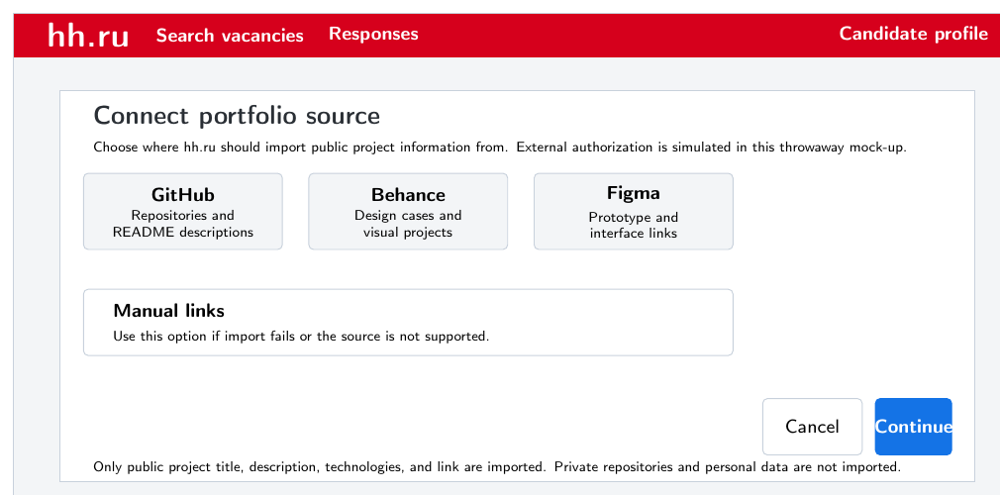 hh.ru Search vacancies Responses Candidate profile
Connect portfolio source
Choose where hh.ru should import public project information from. External authorization is simulated in this throwaway mock-up.
GitHub
Repositories and
README descriptions
Behance
Design cases and
visual projects
Figma
Prototype and
interface links
Manual links
Use this option if import fails or the source is not supported.
Cancel Continue
Only public project title, description, technologies, and link are imported. Private repositories and personal data are not imported.